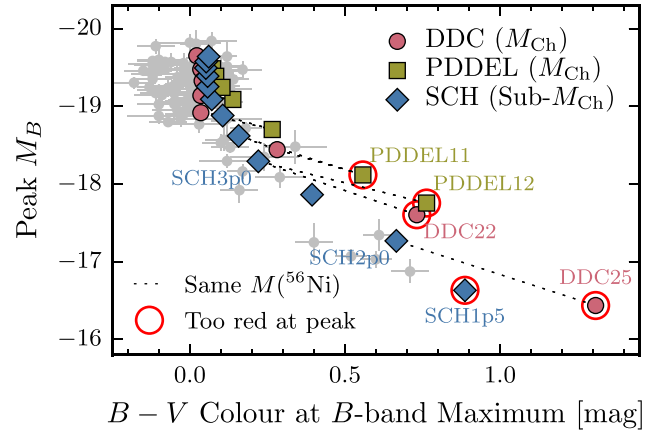 −20
−19
−18
−17
−16
Peak M_B
DDC (M_Ch)
PDDEL (M_Ch)
SCH (Sub-M_Ch)
PDDEL11
SCH3p0
PDDEL12
DDC22
SCH2p0
DDC25
Same M(⁵⁶Ni)
Too red at peak
SCH1p5
0.0 0.5 1.0
B − V Colour at B-band Maximum [mag]